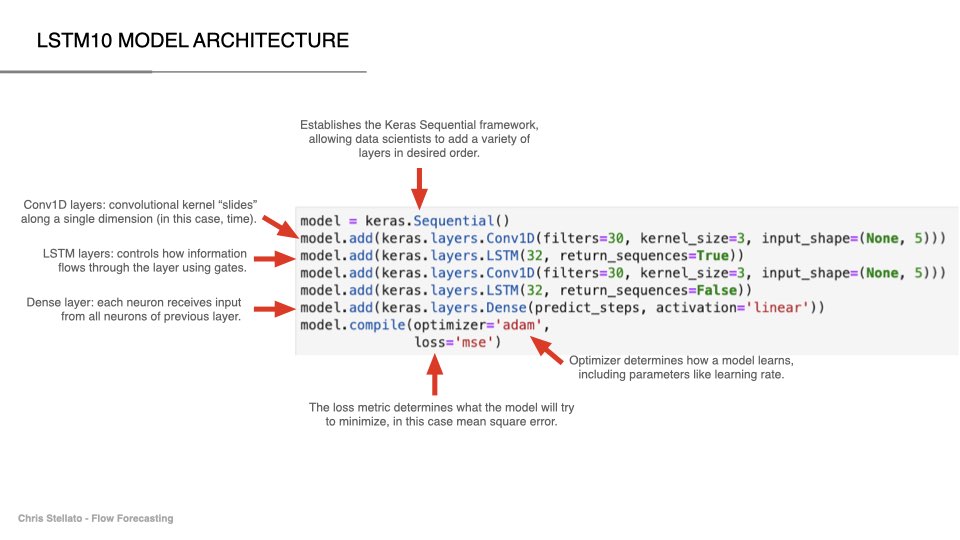 LSTM10 MODEL ARCHITECTURE
Establishes the Keras Sequential framework,
allowing data scientists to add a variety of
layers in desired order.
Conv1D layers: convolutional kernel “slides”
along a single dimension (in this case, time).
LSTM layers: controls how information
flows through the layer using gates.
Dense layer: each neuron receives input
from all neurons of previous layer.
model = keras.Sequential()
model.add(keras.layers.Conv1D(filters=30, kernel_size=3, input_shape=(None, 5)))
model.add(keras.layers.LSTM(32, return_sequences=True))
model.add(keras.layers.Conv1D(filters=30, kernel_size=3, input_shape=(None, 5)))
model.add(keras.layers.LSTM(32, return_sequences=False))
model.add(keras.layers.Dense(predict_steps, activation='linear'))
model.compile(optimizer='adam',
loss='mse')
Optimizer determines how a model learns,
including parameters like learning rate.
The loss metric determines what the model will try
to minimize, in this case mean square error.
Chris Stellato - Flow Forecasting